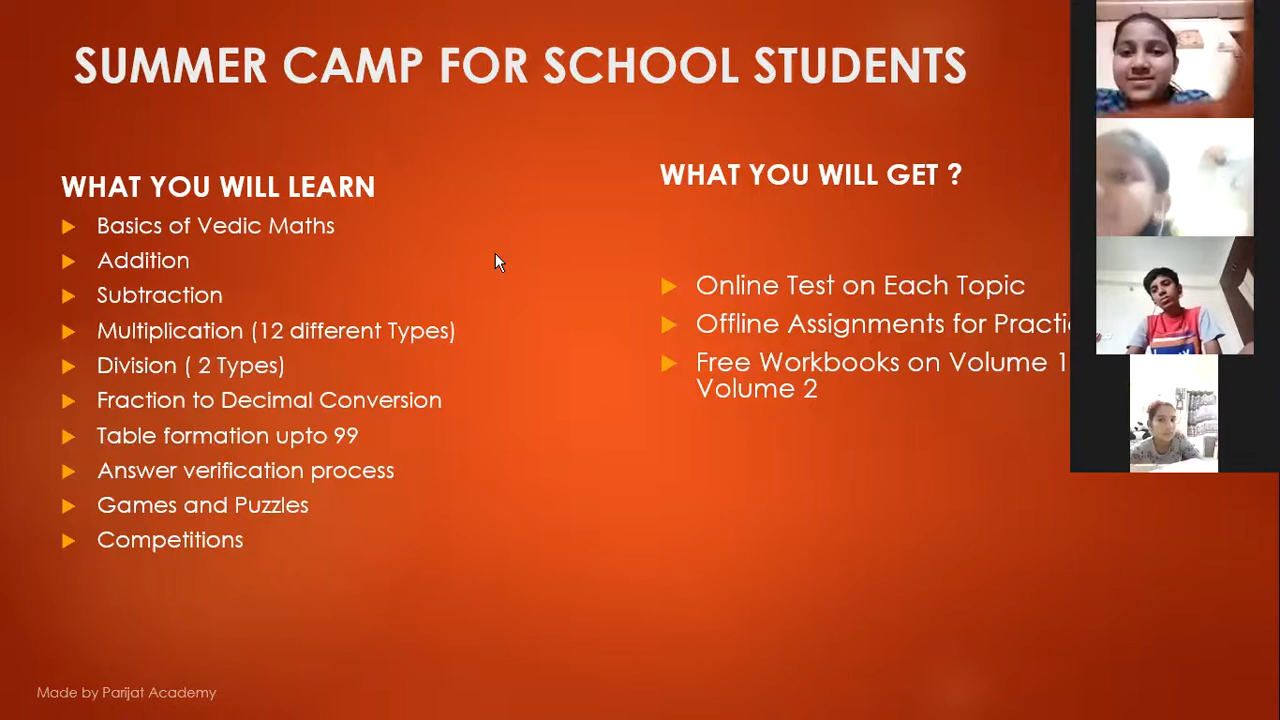 SUMMER CAMP FOR SCHOOL STUDENTS
WHAT YOU WILL LEARN
Basics of Vedic Maths
Addition
Subtraction
Multiplication (12 different Types)
Division ( 2 Types)
Fraction to Decimal Conversion
Table formation upto 99
Answer verification process
Games and Puzzles
Competitions
WHAT YOU WILL GET ?
Online Test on Each Topic
Offline Assignments for
Free Workbooks on Volume 1
Volume 2
Made by Parijat Academy